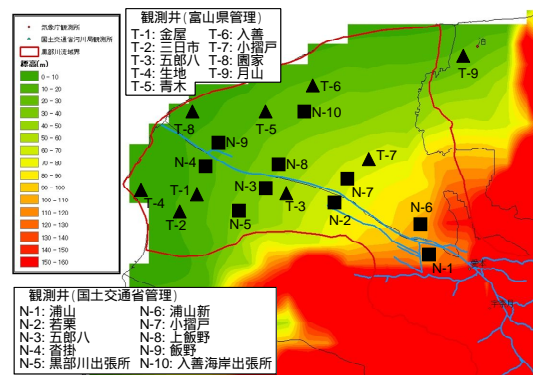 気象庁観測所
国土交通省河川局観測所
黒部川流域界
標高(m)
0 - 10
10 - 20
20 - 30
30 - 40
40 - 50
50 - 60
60 - 70
70 - 80
80 - 90
90 - 100
100 - 110
110 - 120
120 - 130
130 - 140
140 - 150
150 - 160
観測井(富山県管理)
T-1: 金屋 T-6: 入善
T-2: 三日市 T-7: 小摺戸
T-3: 五郎八 T-8: 園家
T-4: 生地 T-9: 月山
T-5: 青木
T-9
T-6
T-8
T-5
N-10
N-9
N-4
N-8
T-7
T-4
T-1
N-3
T-3
N-7
N-2
T-2
N-5
N-6
N-1
観測井(国土交通省管理)
N-1: 浦山 N-6: 浦山新
N-2: 若栗 N-7: 小摺戸
N-3: 五郎八 N-8: 上飯野
N-4: 沓掛 N-9: 飯野
N-5: 黒部川出張所 N-10: 入善海岸出張所